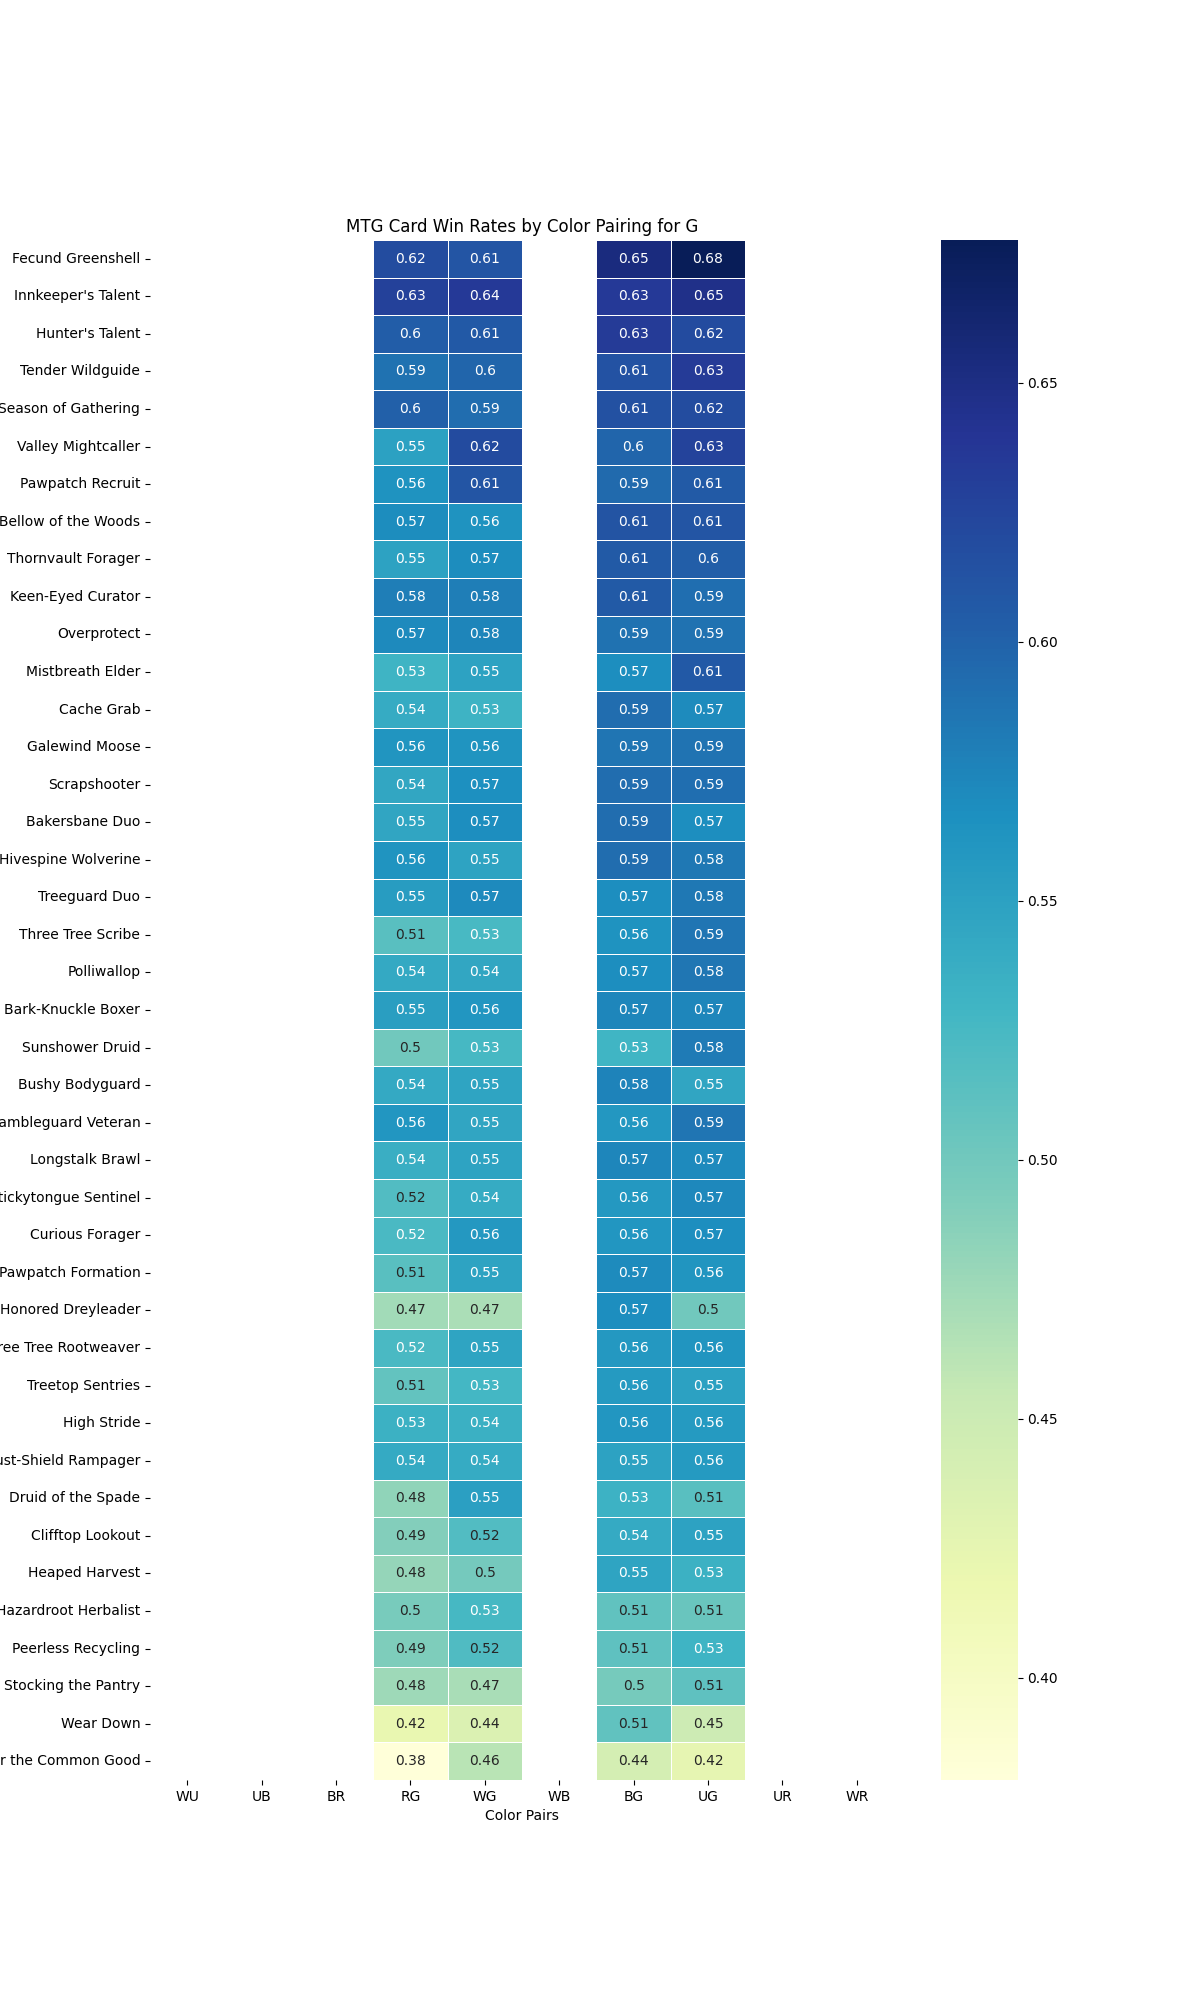 MTG Card Win Rates by Color Pairing for G
Fecund Greenshell 0.62 0.61 0.65 0.68
Innkeeper's Talent 0.63 0.64 0.63 0.65
Hunter's Talent 0.6 0.61 0.63 0.62
Tender Wildguide 0.59 0.6 0.61 0.63
Season of Gathering 0.6 0.59 0.61 0.62
Valley Mightcaller 0.55 0.62 0.6 0.63
Pawpatch Recruit 0.56 0.61 0.59 0.61
Bellow of the Woods 0.57 0.56 0.61 0.61
Thornvault Forager 0.55 0.57 0.61 0.6
Keen-Eyed Curator 0.58 0.58 0.61 0.59
Overprotect 0.57 0.58 0.59 0.59
Mistbreath Elder 0.53 0.55 0.57 0.61
Cache Grab 0.54 0.53 0.59 0.57
Galewind Moose 0.56 0.56 0.59 0.59
Scrapshooter 0.54 0.57 0.59 0.59
Bakersbane Duo 0.55 0.57 0.59 0.57
Hivespine Wolverine 0.56 0.55 0.59 0.58
Treeguard Duo 0.55 0.57 0.57 0.58
Three Tree Scribe 0.51 0.53 0.56 0.59
Polliwallop 0.54 0.54 0.57 0.58
Bark-Knuckle Boxer 0.55 0.56 0.57 0.57
Sunshower Druid 0.5 0.53 0.53 0.58
Bushy Bodyguard 0.54 0.55 0.58 0.55
ambleguard Veteran 0.56 0.55 0.56 0.59
Longstalk Brawl 0.54 0.55 0.57 0.57
tickytongue Sentinel 0.52 0.54 0.56 0.57
Curious Forager 0.52 0.56 0.56 0.57
Pawpatch Formation 0.51 0.55 0.57 0.56
Honored Dreyleader 0.47 0.47 0.57 0.5
ree Tree Rootweaver 0.52 0.55 0.56 0.56
Treetop Sentries 0.51 0.53 0.56 0.55
High Stride 0.53 0.54 0.56 0.56
ust-Shield Rampager 0.54 0.54 0.55 0.56
Druid of the Spade 0.48 0.55 0.53 0.51
Clifftop Lookout 0.49 0.52 0.54 0.55
Heaped Harvest 0.48 0.5 0.55 0.53
Hazardroot Herbalist 0.5 0.53 0.51 0.51
Peerless Recycling 0.49 0.52 0.51 0.53
Stocking the Pantry 0.48 0.47 0.5 0.51
Wear Down 0.42 0.44 0.51 0.45
r the Common Good 0.38 0.46 0.44 0.42
WU UB BR RG WG WB BG UG UR WR
Color Pairs
0.65
0.60
0.55
0.50
0.45
0.40